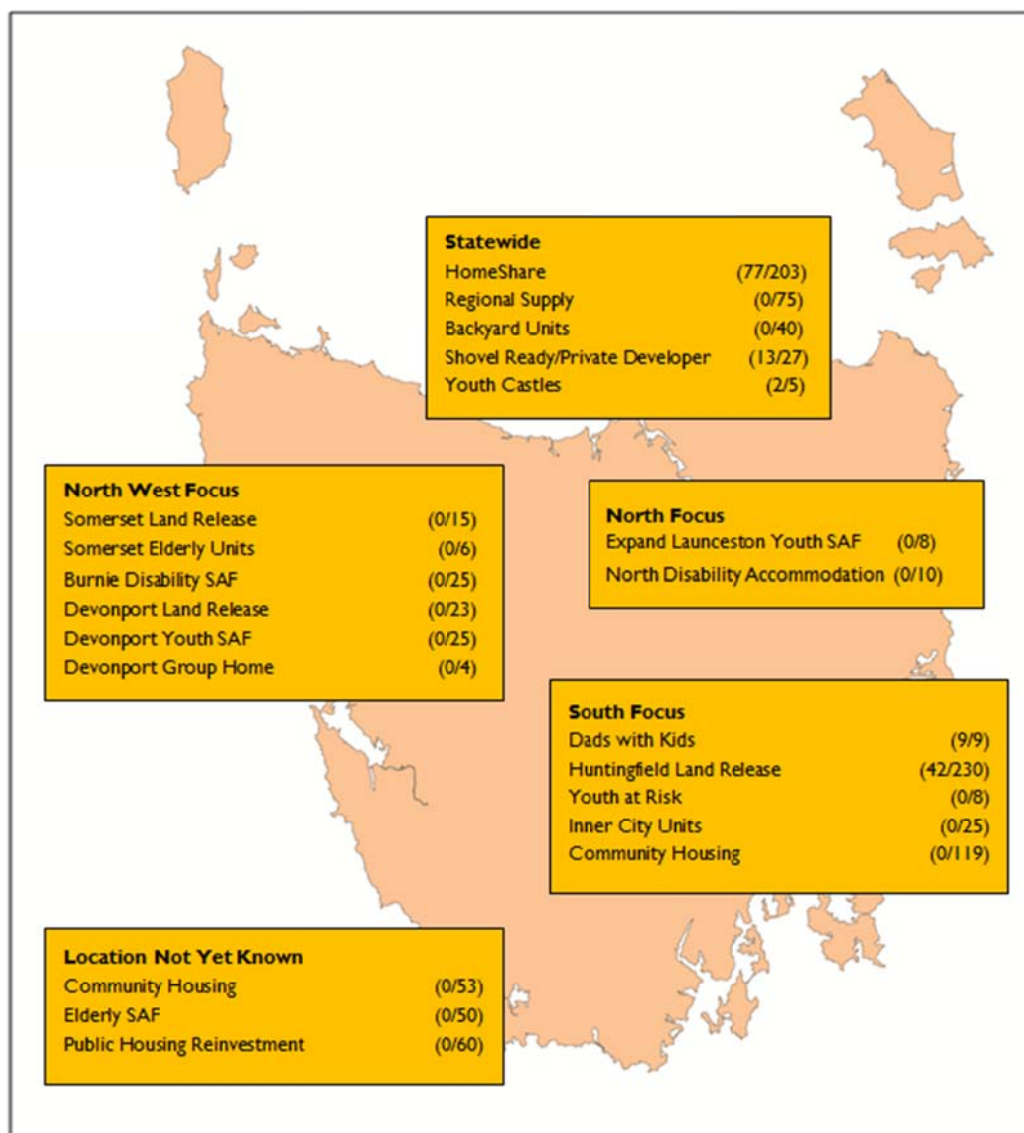 Statewide
HomeShare (77/203)
Regional Supply (0/75)
Backyard Units (0/40)
Shovel Ready/Private Developer (13/27)
Youth Castles (2/5)
North West Focus
Somerset Land Release (0/15)
Somerset Elderly Units (0/6)
Burnie Disability SAF (0/25)
Devonport Land Release (0/23)
Devonport Youth SAF (0/25)
Devonport Group Home (0/4)
North Focus
Expand Launceston Youth SAF (0/8)
North Disability Accommodation (0/10)
South Focus
Dads with Kids (9/9)
Huntingfield Land Release (42/230)
Youth at Risk (0/8)
Inner City Units (0/25)
Community Housing (0/119)
Location Not Yet Known
Community Housing (0/53)
Elderly SAF (0/50)
Public Housing Reinvestment (0/60)